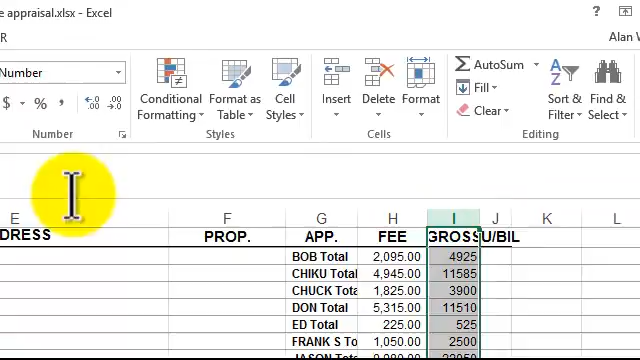 e appraisal.xlsx - Excel ?
R Alan W
Number AutoSum
$ % , Fill
Conditional Formatting Format as Table Cell Styles Insert Delete Format Clear Sort & Filter Find & Select
Number Styles Cells Editing
E F G H I J K L
DRESS PROP. APP. FEE GROSS U/BIL
BOB Total 2,095.00 4925
CHIKU Total 4,945.00 11585
CHUCK Total 1,825.00 3900
DON Total 5,315.00 11510
ED Total 225.00 525
FRANK S To 1,050.00 2500